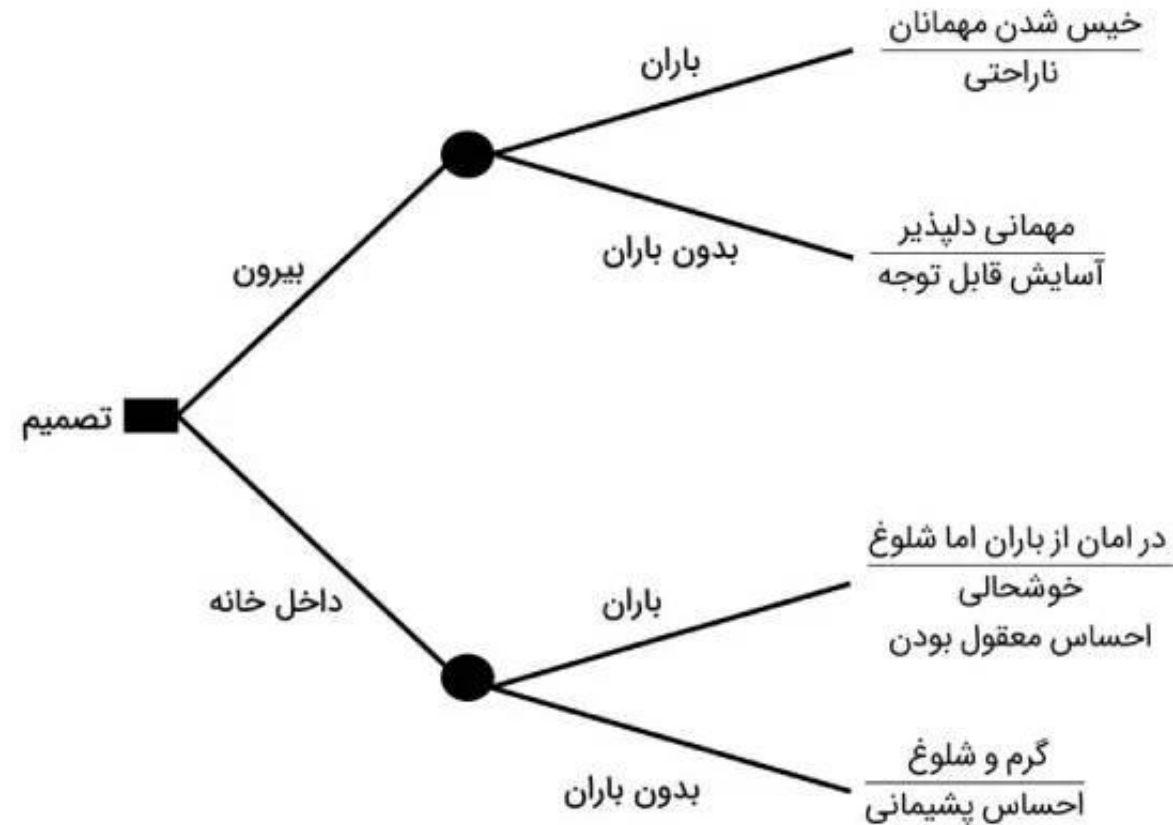 خیس شدن مهمانان
ناراحتی
باران
مهمانی دلپذیر
آسایش قابل توجه
بدون باران
بیرون
تصمیم
داخل خانه
در امان از باران اما شلوغ
خوشحالی
احساس معقول بودن
باران
گرم و شلوغ
احساس پشیمانی
بدون باران